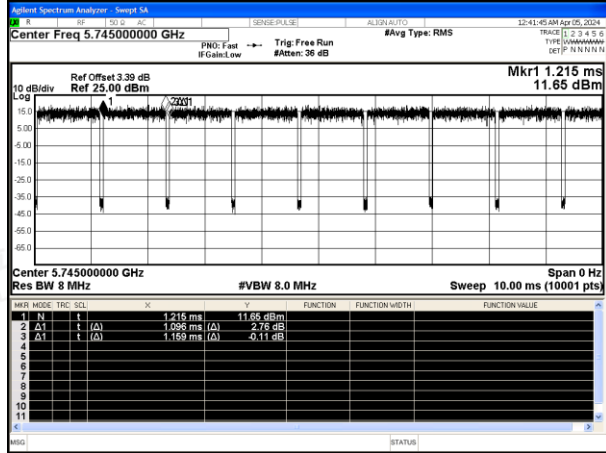 Agilent Spectrum Analyzer - Swept SA
R RF 50 Ω AC SENSE:PULSE ALIGN AUTO 12:41:45 AM Apr 05, 2024
Center Freq 5.745000000 GHz #Avg Type: RMS TRACE 1 2 3 4 5 6
PNO: Fast Trig: Free Run TYPE WWWWWW
IFGain:Low #Atten: 36 dB DET P N N N N N
Mkr1 1.215 ms
Ref Offset 3.39 dB
10 dB/div Ref 25.00 dBm 11.65 dBm
Log
1 2Δ1 3Δ1
15.0
5.00
-5.00
-15.0
-25.0
-35.0
-45.0
-55.0
-65.0
Center 5.745000000 GHz Span 0 Hz
Res BW 8 MHz #VBW 8.0 MHz Sweep 10.00 ms (10001 pts)
MKR MODE TRC SCL X Y FUNCTION FUNCTION WIDTH FUNCTION VALUE
1 N t 1.215 ms 11.65 dBm
2 Δ1 t (Δ) 1.096 ms (Δ) 2.76 dB
3 Δ1 t (Δ) 1.159 ms (Δ) -0.11 dB
4
5
6
7
8
9
10
11
MSG STATUS